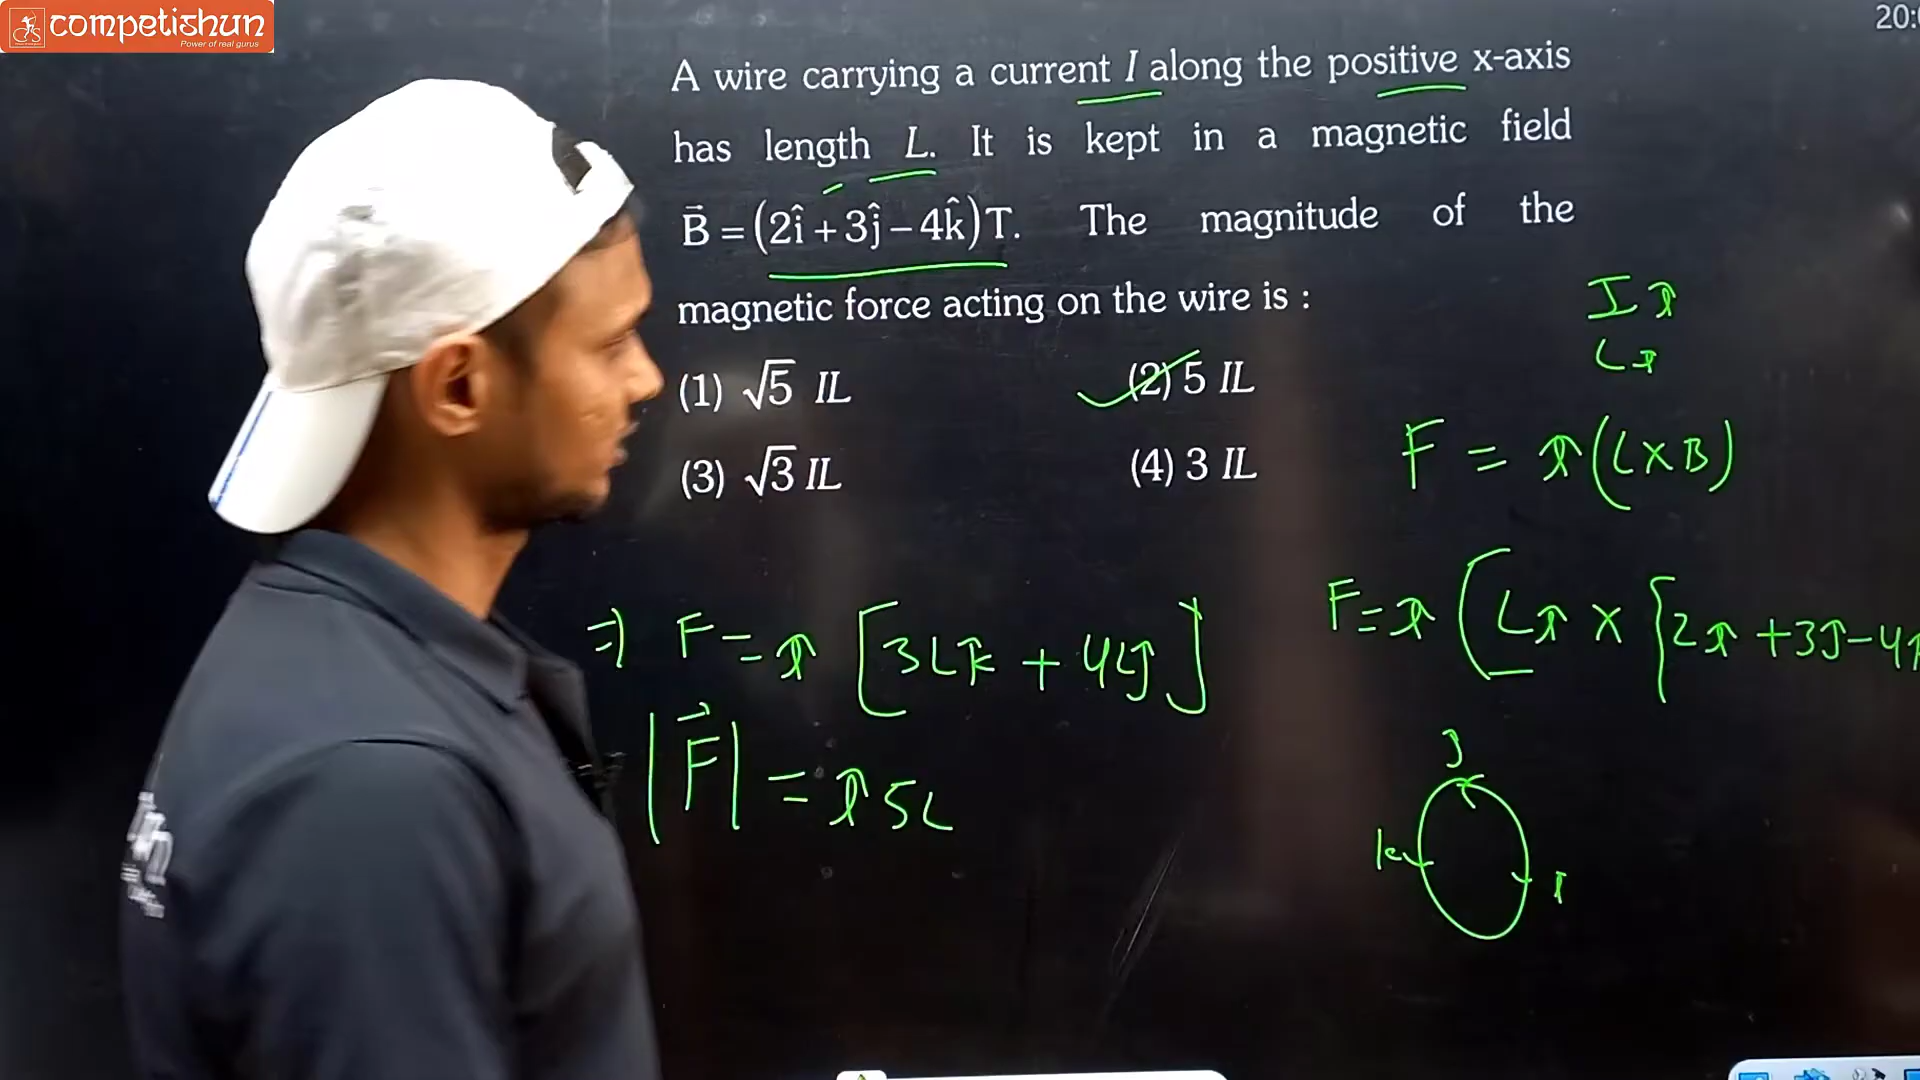 competishun
Power of real gurus
20:
A wire carrying a current I along the positive x-axis
has length L. It is kept in a magnetic field
B⃗ = (2î + 3ĵ − 4k̂)T. The magnitude of the
magnetic force acting on the wire is :
(1) √5 IL
(2) 5 IL
(3) √3 IL
(4) 3 IL
F = I(L×B)
F = I (L î × {2î + 3ĵ − 4
⇒ F = I [3Lk̂ + 4Lĵ]
|F⃗| = I5L
j
k
i